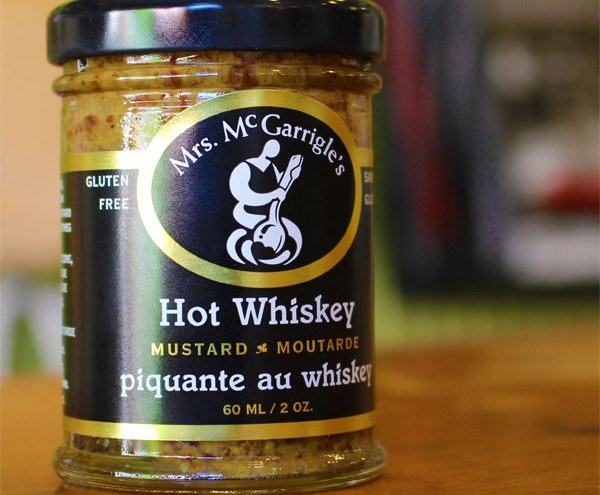 Mrs. McGarrigle's
GLUTEN
FREE
Hot Whiskey
MUSTARD MOUTARDE
piquante au whiskey
60 ML / 2 OZ.